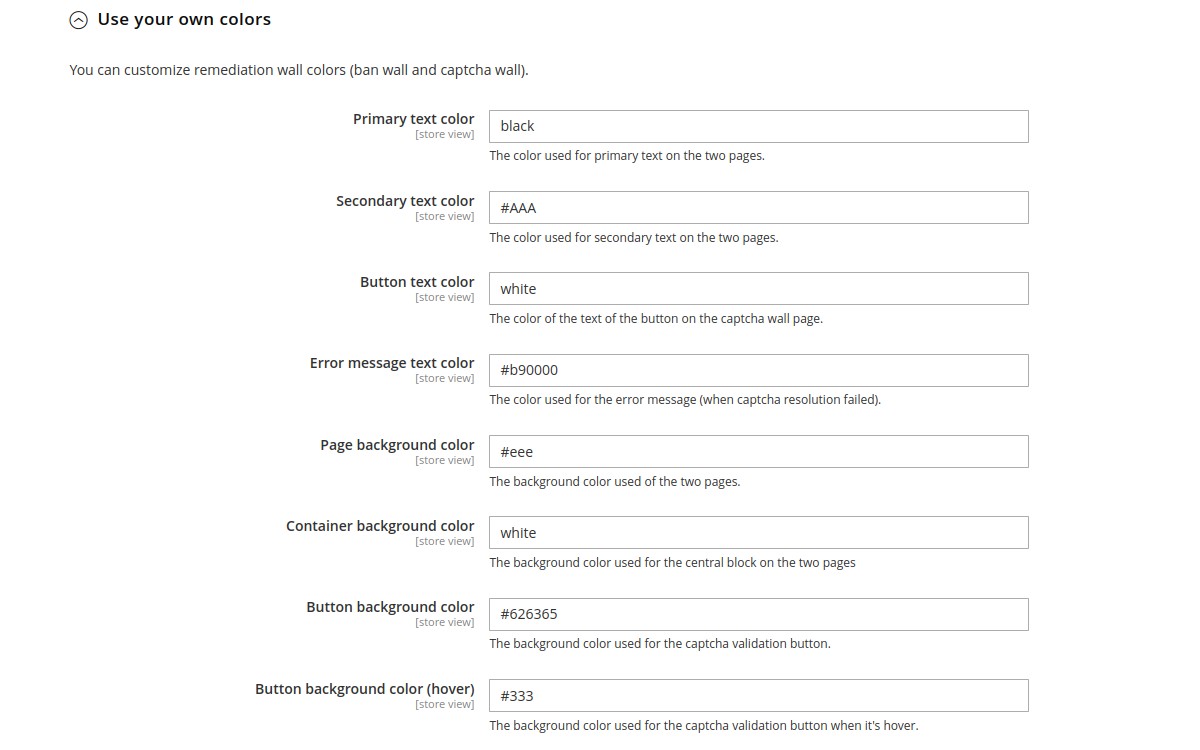 Use your own colors
You can customize remediation wall colors (ban wall and captcha wall).
Primary text color
[store view]
black
The color used for primary text on the two pages.
Secondary text color
[store view]
#AAA
The color used for secondary text on the two pages.
Button text color
[store view]
white
The color of the text of the button on the captcha wall page.
Error message text color
[store view]
#b90000
The color used for the error message (when captcha resolution failed).
Page background color
[store view]
#eee
The background color used of the two pages.
Container background color
[store view]
white
The background color used for the central block on the two pages
Button background color
[store view]
#626365
The background color used for the captcha validation button.
Button background color (hover)
[store view]
#333
The background color used for the captcha validation button when it's hover.